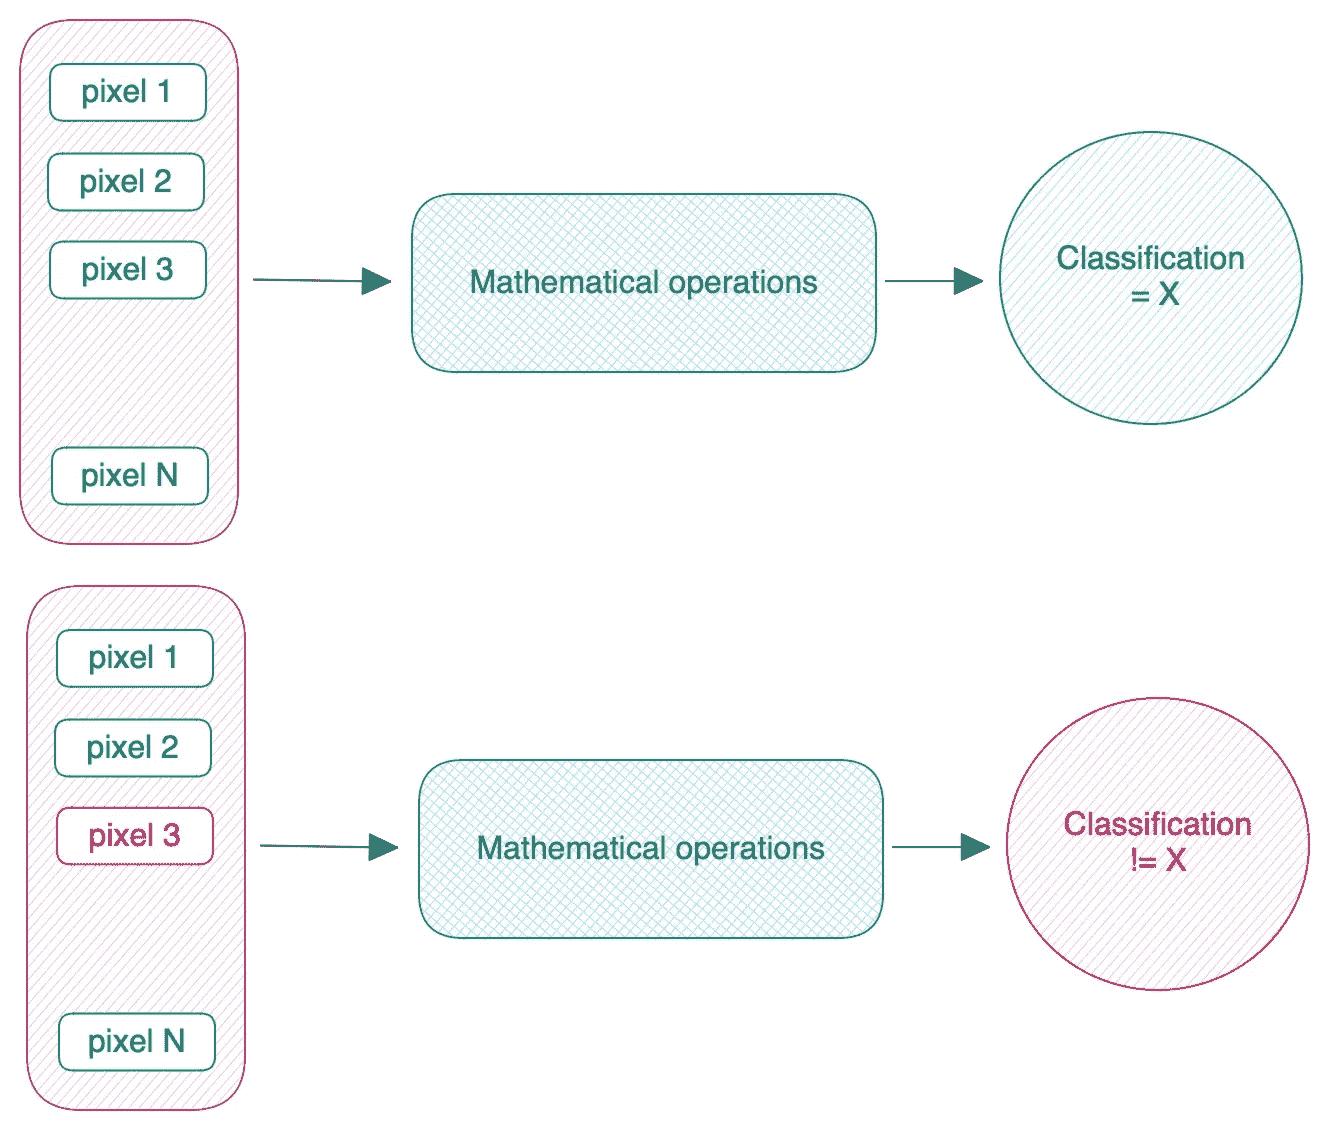 pixel 1
pixel 2
pixel 3
pixel N
Mathematical operations
Classification
= X
pixel 1
pixel 2
pixel 3
pixel N
Mathematical operations
Classification
!= X